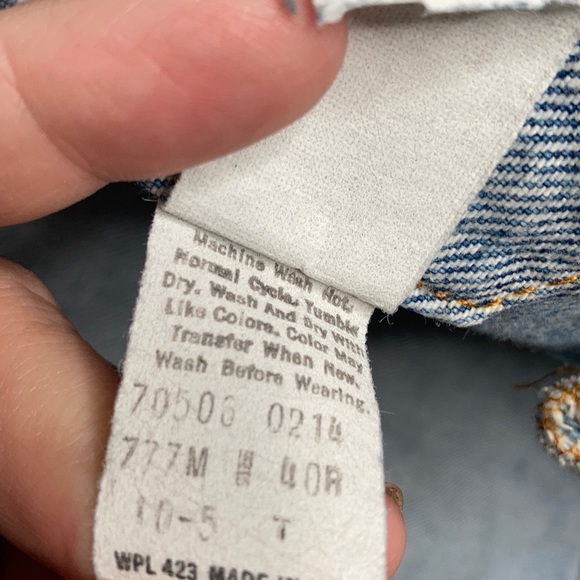 Machine Wash Hot.
Normal Cycle. Tumble
Dry. Wash And Dry With
Like Colors. Color May
Transfer When New.
Wash Before Wearing.
70506 0214
777M 40R
10-5 T
WPL 423 MADE